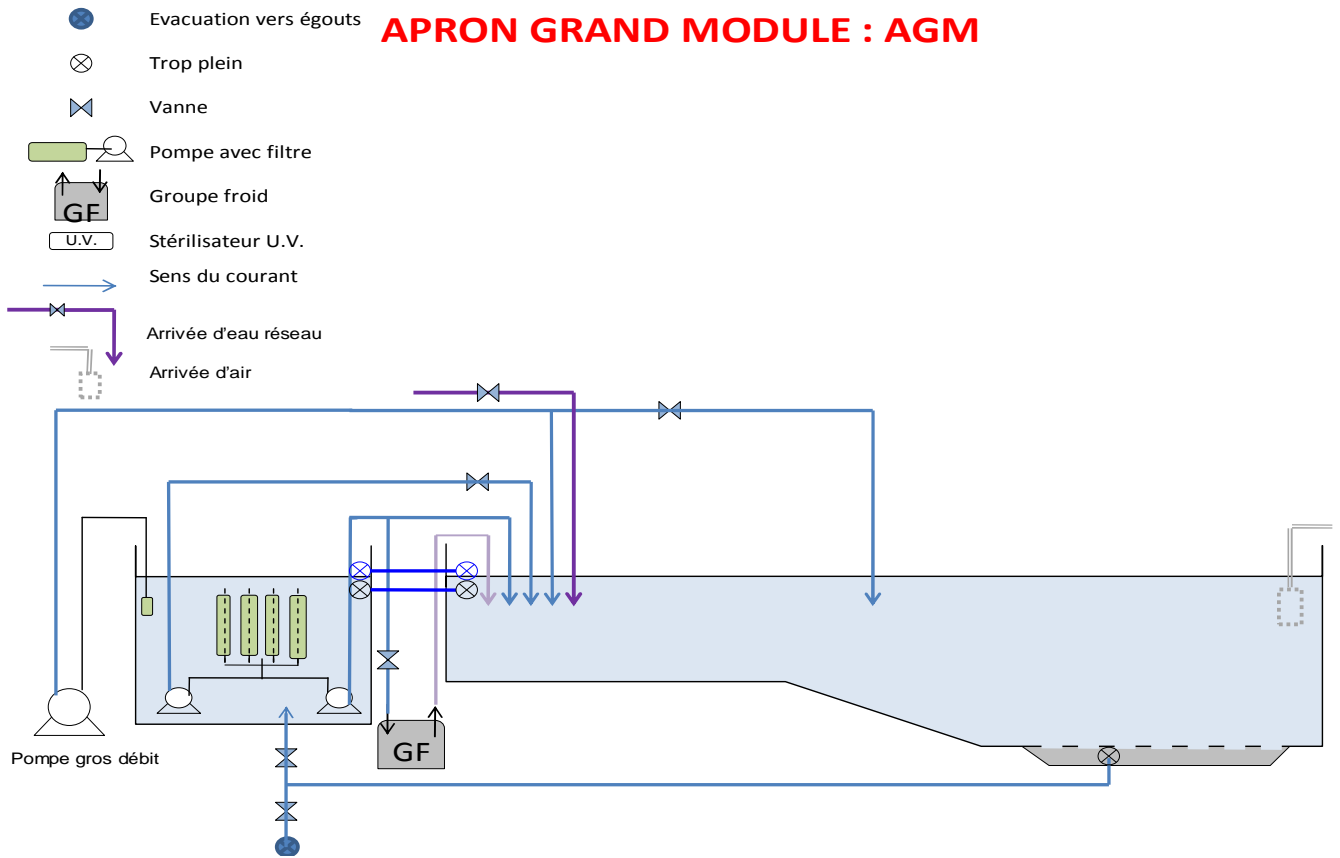 Evacuation vers égouts
APRON GRAND MODULE : AGM
Trop plein
Vanne
Pompe avec filtre
GF
Groupe froid
U.V.
Stérilisateur U.V.
Sens du courant
Arrivée d'eau réseau
Arrivée d'air
Pompe gros débit
GF